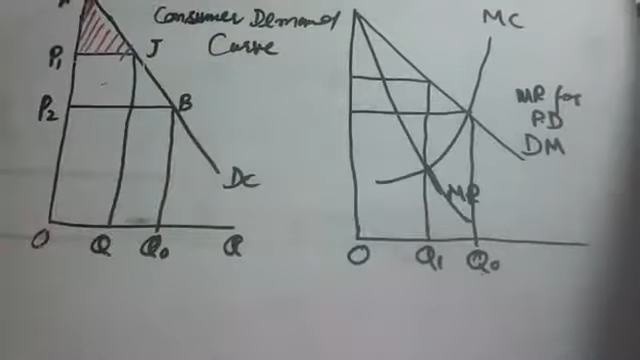 Consumer Demand
Curve
P1
J
P2
B
DC
O
Q
Q0
Q
MC
MR for
PD
DM
MR
O
Q1
Q0